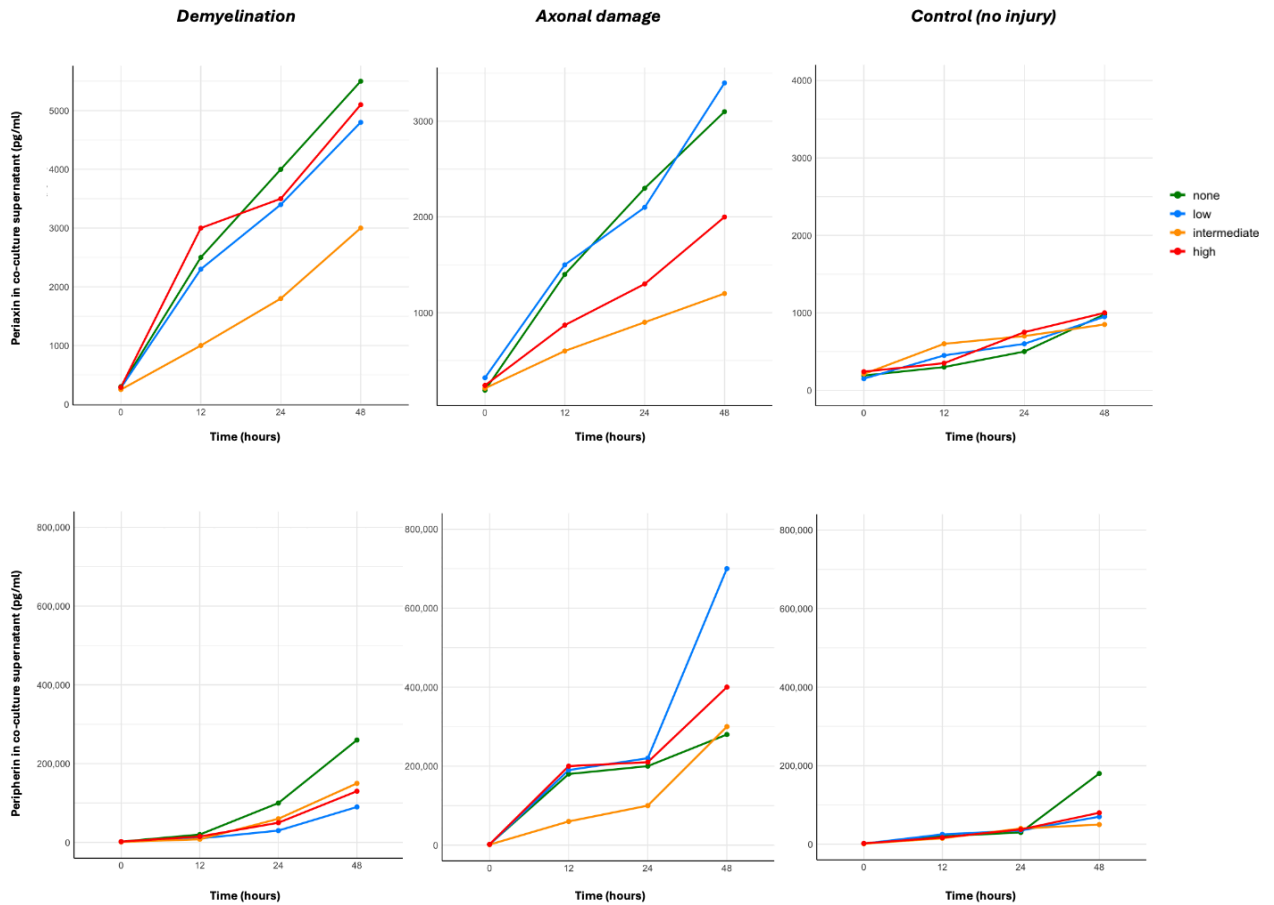 Demyelination
Axonal damage
Control (no injury)
Periaxin in co-culture supernatant (pg/ml)
5000
4000
3000
2000
1000
0
0 12 24 48
Time (hours)
3000
2000
1000
0 12 24 48
Time (hours)
4000
3000
2000
1000
0
0 12 24 48
Time (hours)
none
low
intermediate
high
Peripherin in co-culture supernatant (pg/ml)
800,000
600,000
400,000
200,000
0
0 12 24 48
Time (hours)
800,000
600,000
400,000
200,000
0
0 12 24 48
Time (hours)
800,000
600,000
400,000
200,000
0
0 12 24 48
Time (hours)